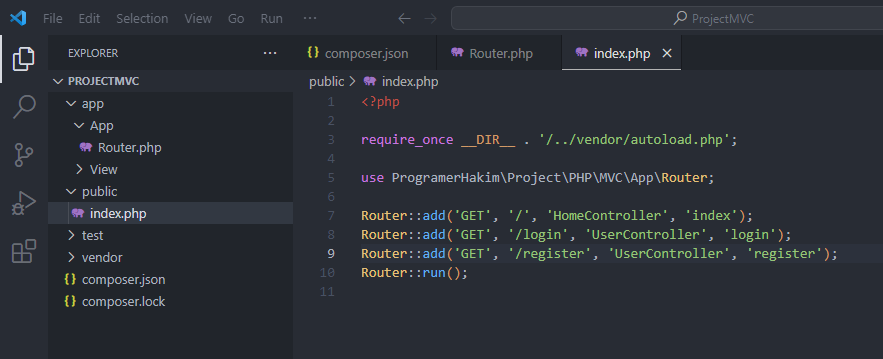 File Edit Selection View Go Run ··· ← → ProjectMVC
EXPLORER ···
PROJECTMVC
app
App
Router.php
View
public
index.php
test
vendor
{} composer.json
{} composer.lock
{} composer.json Router.php index.php ×
public > index.php
1 <?php
2
3 require_once __DIR__ . '/../vendor/autoload.php';
4
5 use ProgramerHakim\Project\PHP\MVC\App\Router;
6
7 Router::add('GET', '/', 'HomeController', 'index');
8 Router::add('GET', '/login', 'UserController', 'login');
9 Router::add('GET', '/register', 'UserController', 'register');
10 Router::run();
11